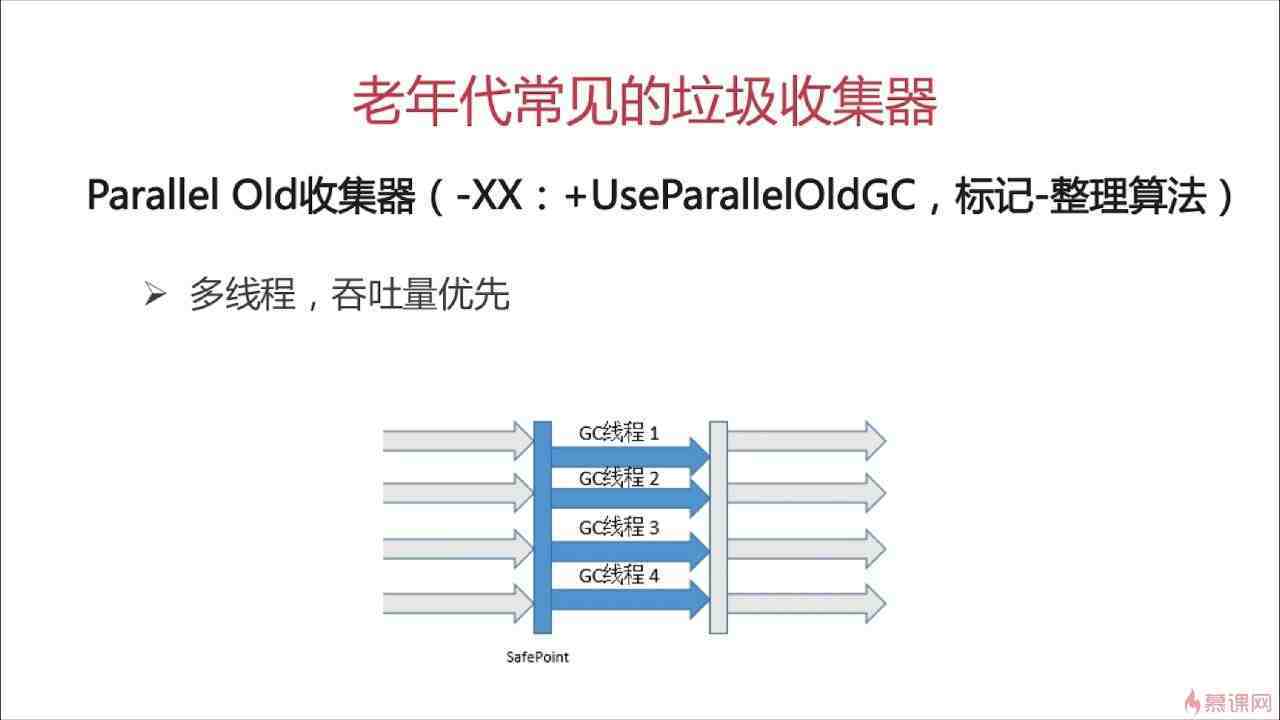 老年代常见的垃圾收集器
Parallel Old收集器（-XX：+UseParallelOldGC，标记-整理算法）
多线程，吞吐量优先
GC线程 1
GC线程 2
GC线程 3
GC线程 4
SafePoint
慕课网